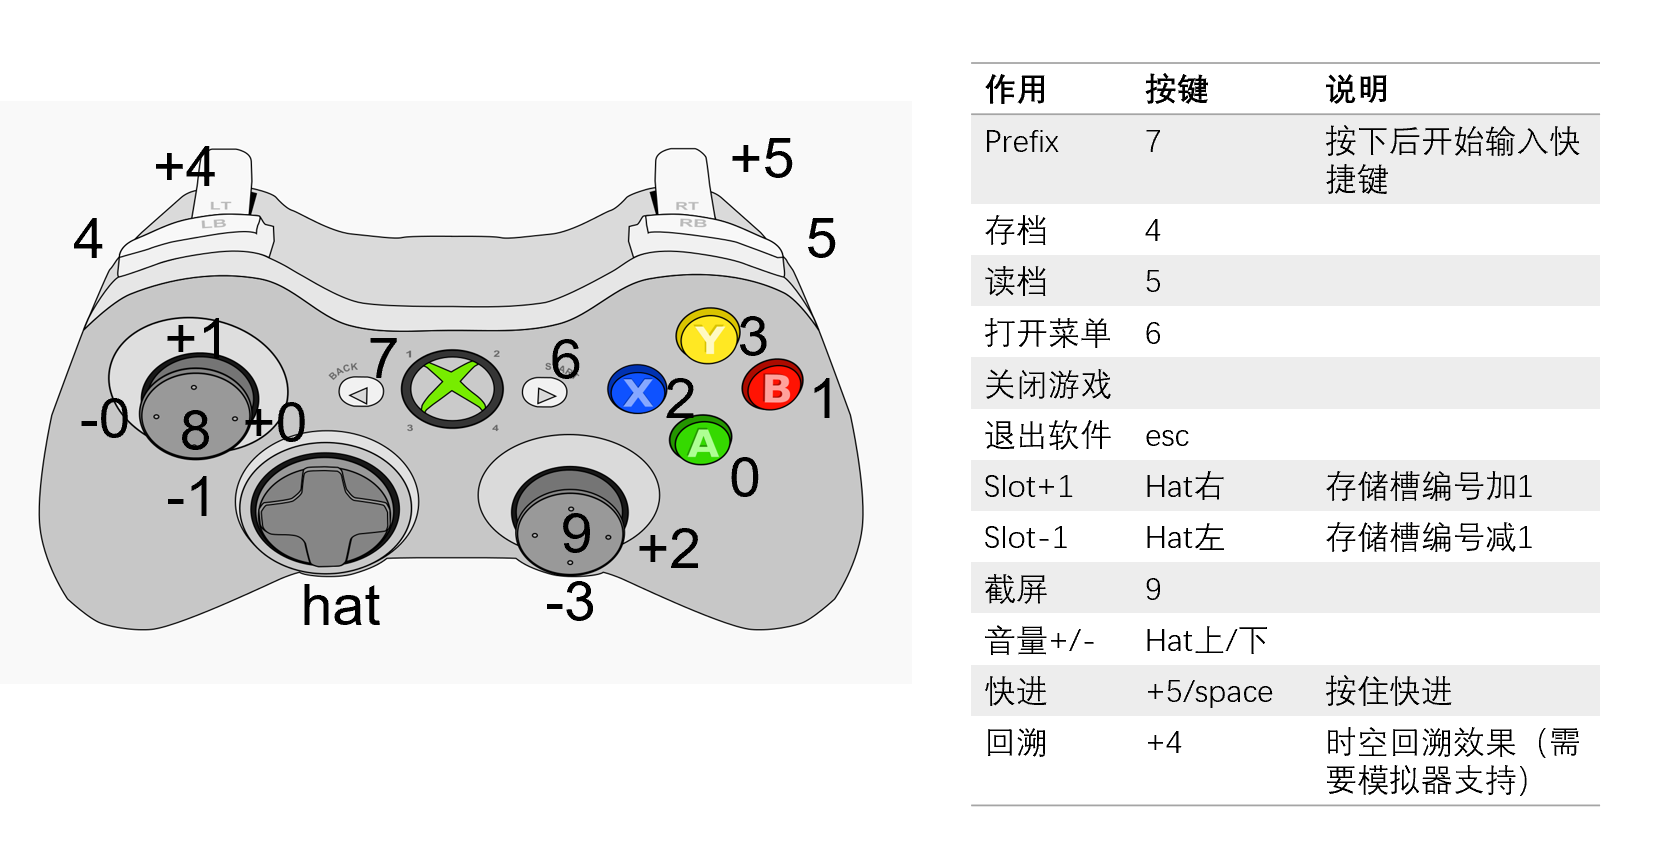 +4
+5
LT
RT
LB
RB
4
5
+1
7
1
2
BACK
6
3
4
Y
3
X
2
B
1
A
0
-0
8
+0
-1
9
+2
-3
hat
作用 按键 说明
Prefix 7 按下后开始输入快
捷键
存档 4
读档 5
打开菜单 6
关闭游戏
退出软件 esc
Slot+1 Hat右 存储槽编号加1
Slot-1 Hat左 存储槽编号减1
截屏 9
音量+/- Hat上/下
快进 +5/space 按住快进
回溯 +4 时空回溯效果（需
要模拟器支持）